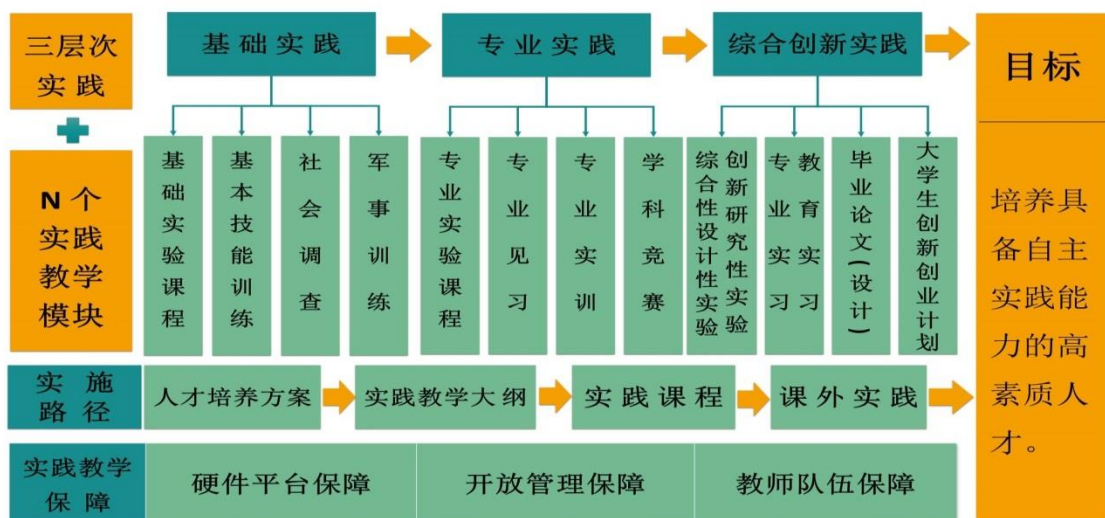 三层次
实践
基础实践
专业实践
综合创新实践
目标
N个
实践
教学
模块
基础实验课程
基本技能训练
社会调查
军事训练
专业实验课程
专业见习
专业实训
学科竞赛
综合性设计性实验
创新研究性实验
专业实习
教育实习
毕业论文(设计)
大学生创新创业计划
培养具
备自主
实践能
力的高
素质人
才。
实施
路径
人才培养方案
实践教学大纲
实践课程
课外实践
实践教学
保障
硬件平台保障
开放管理保障
教师队伍保障